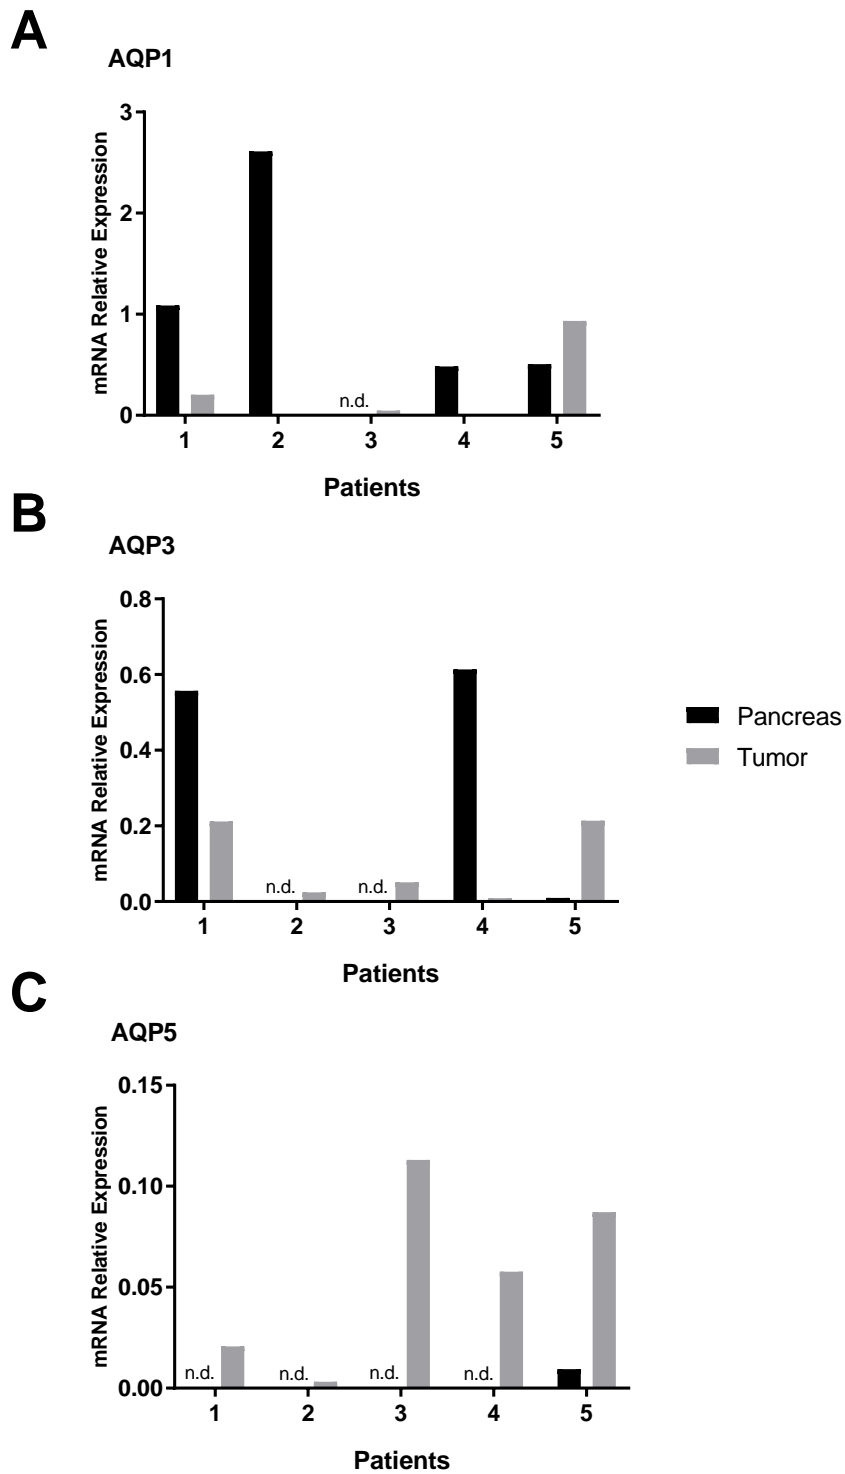 A
AQP1
mRNA Relative Expression
3
2
1
0
n.d.
1 2 3 4 5
Patients
B
AQP3
mRNA Relative Expression
0.8
0.6
0.4
0.2
0.0
n.d. n.d.
1 2 3 4 5
Patients
Pancreas
Tumor
C
AQP5
mRNA Relative Expression
0.15
0.10
0.05
0.00
n.d. n.d. n.d. n.d.
1 2 3 4 5
Patients